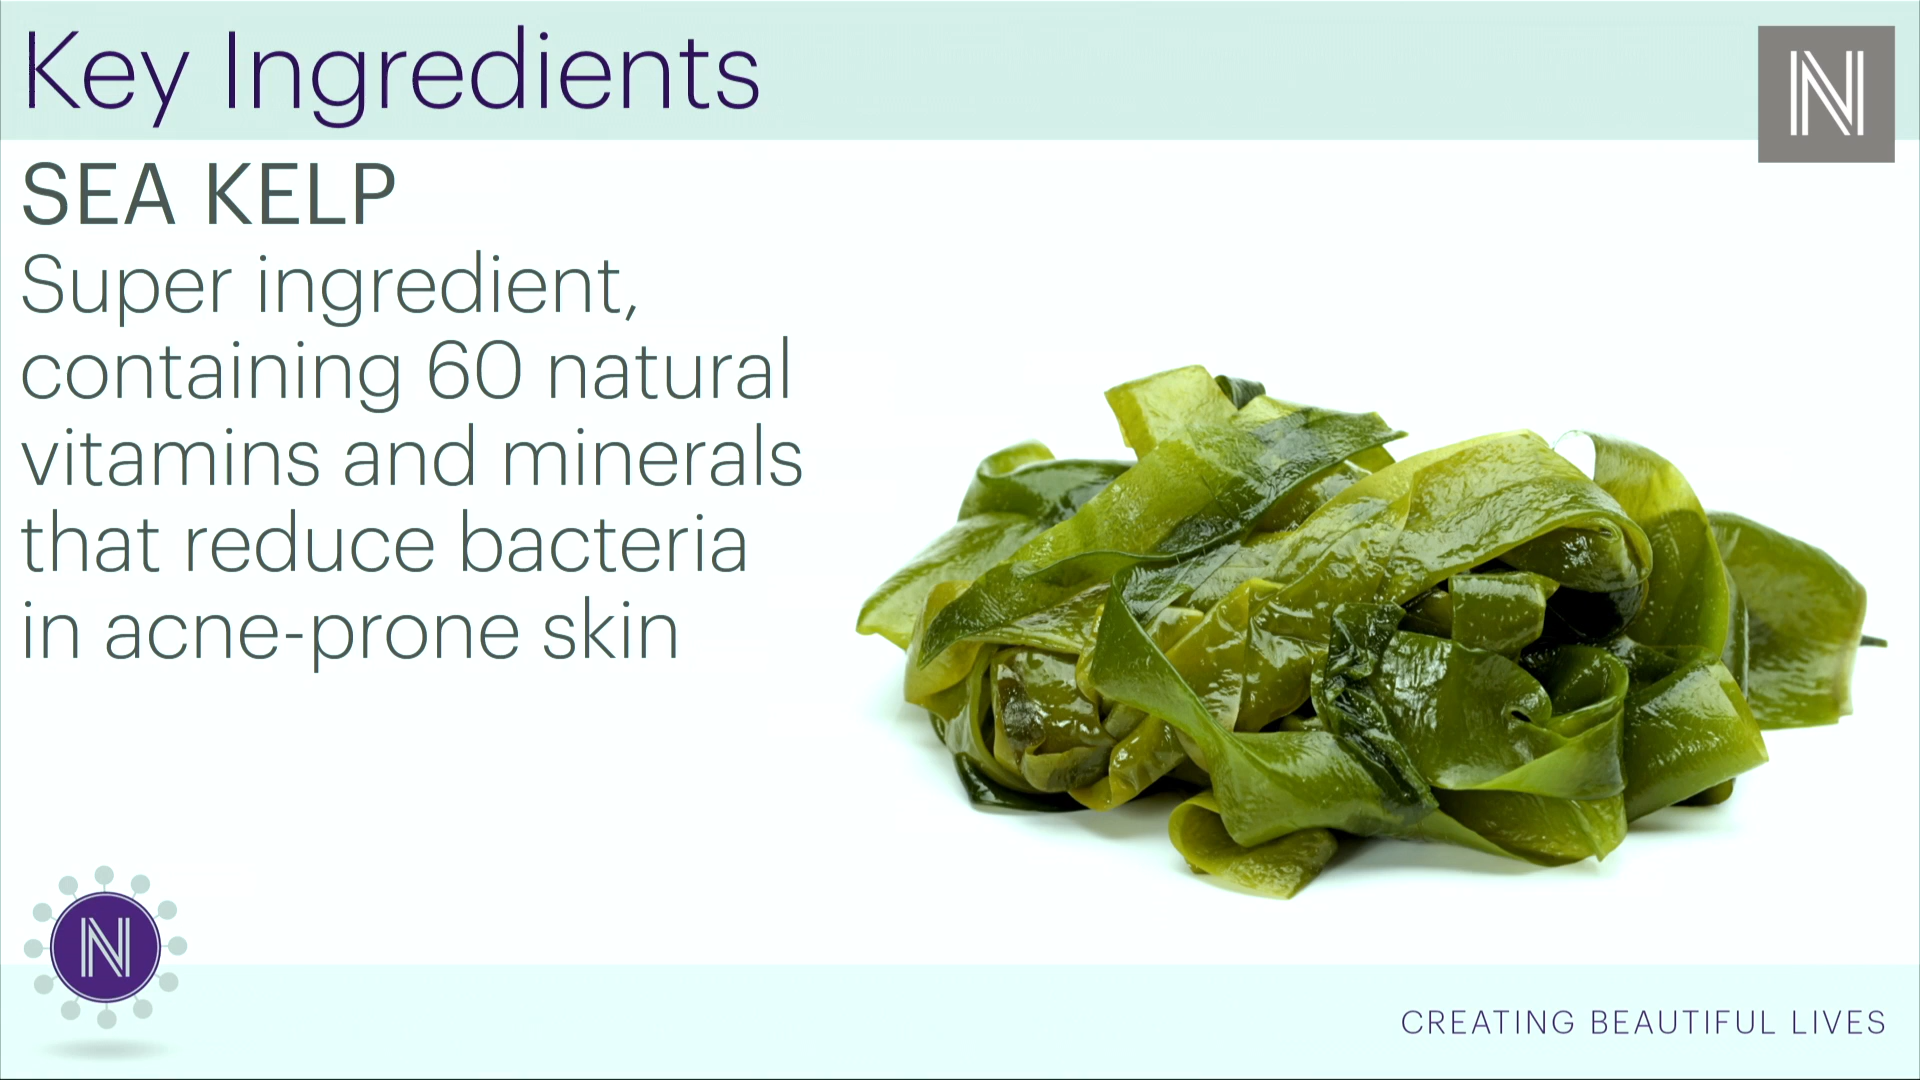 Key Ingredients
N
SEA KELP
Super ingredient,
containing 60 natural
vitamins and minerals
that reduce bacteria
in acne-prone skin
N
CREATING BEAUTIFUL LIVES